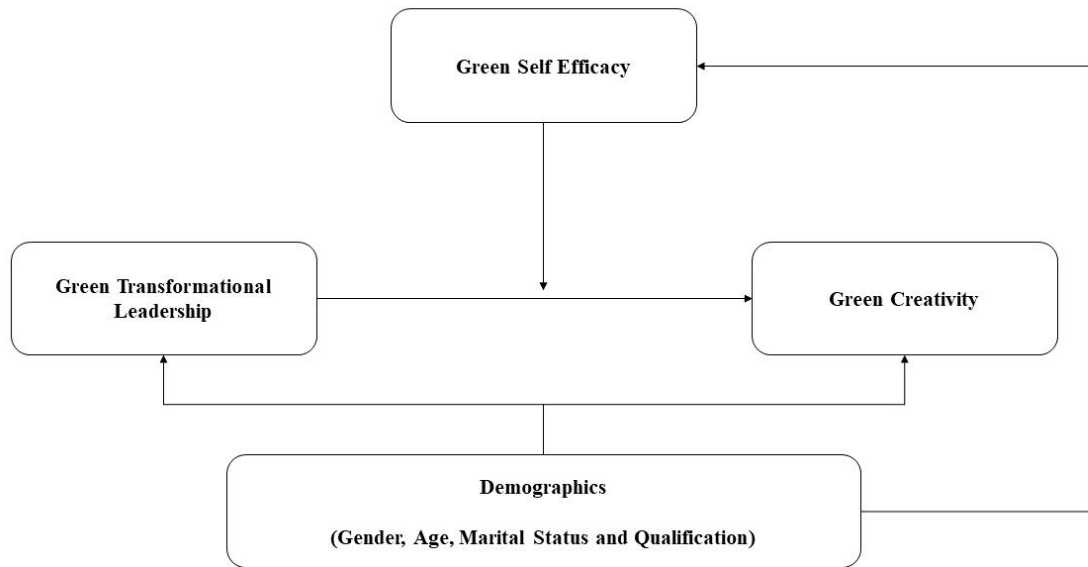 Green Self Efficacy
Green Transformational
Leadership
Green Creativity
Demographics
(Gender, Age, Marital Status and Qualification)